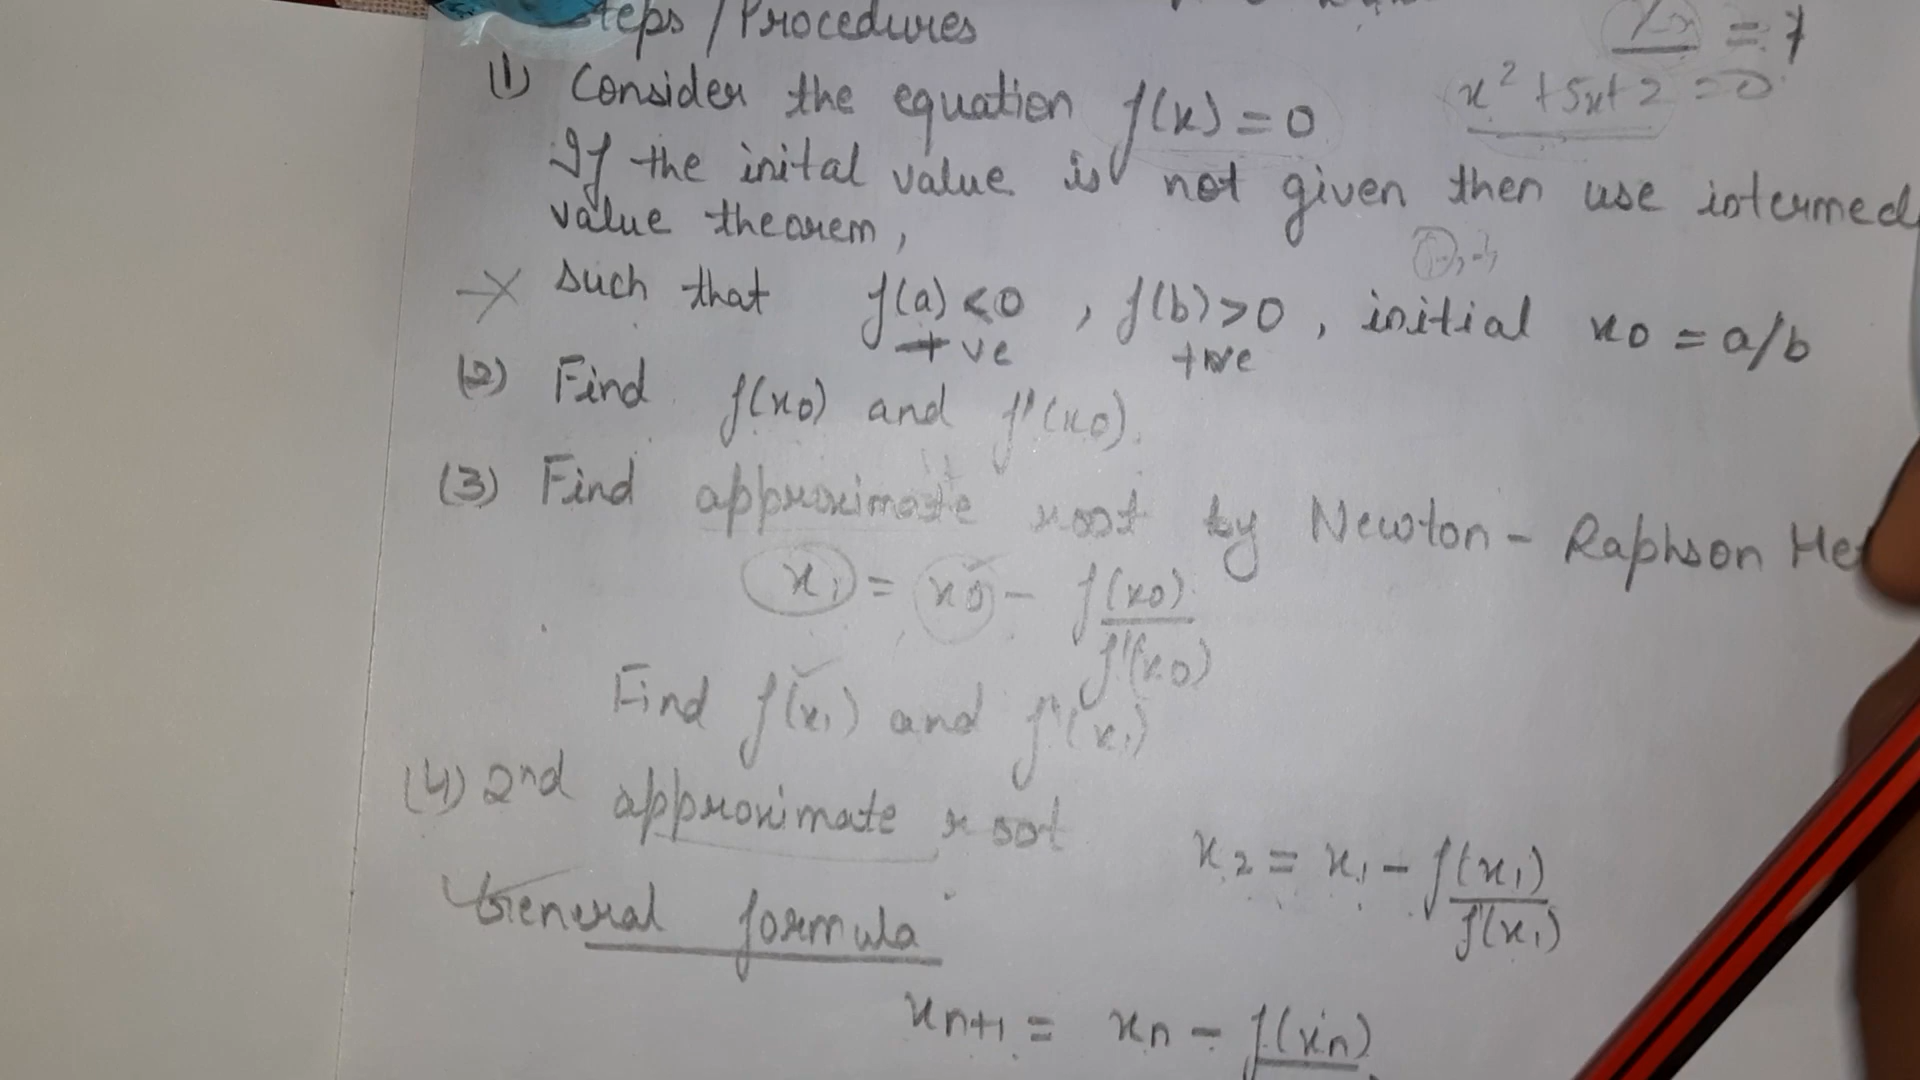 steps / Procedures
(1) Consider the equation f(x) = 0
x² + 5x + 2 = 0
If the inital value is not given then use intermed
value theorem,
such that f(a) < 0 , f(b) > 0 , initial x0 = a/b
+ve +ve
(2) Find f(x0) and f'(x0).
(3) Find approximate root by Newton - Raphson Me
x1 = x0 - f(x0)/f'(x0)
Find f(x1) and f'(x1)
(4) 2nd approximate root
x2 = x1 - f(x1)/f'(x1)
General formula
xn+1 = xn - f(xn)